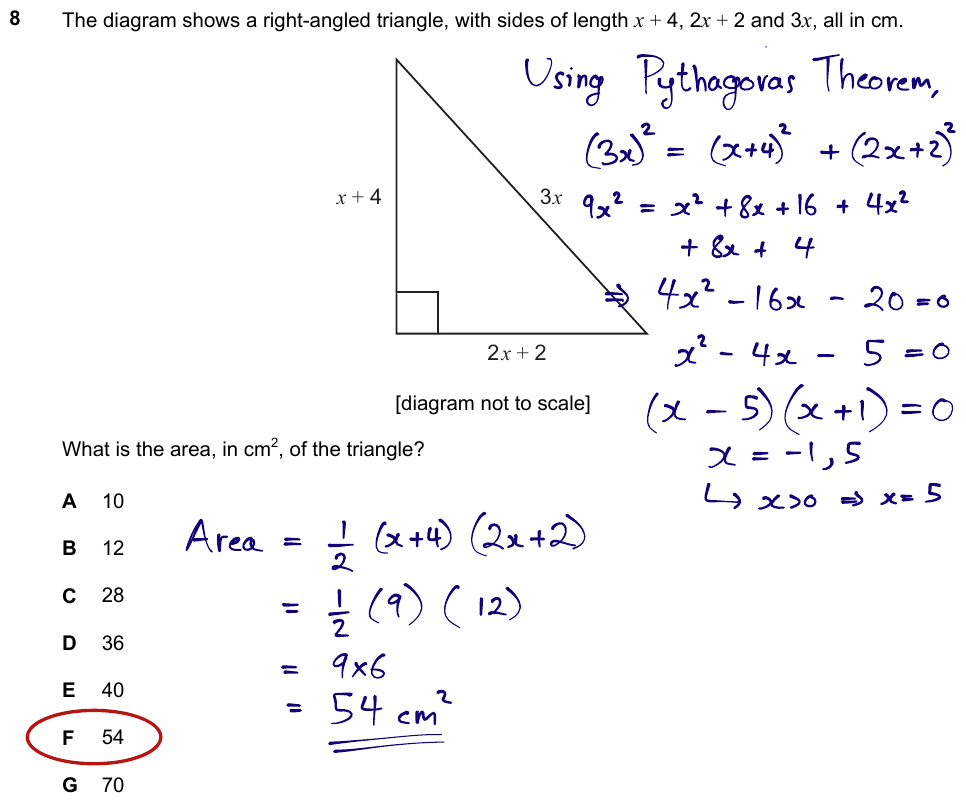 8 The diagram shows a right-angled triangle, with sides of length x + 4, 2x + 2 and 3x, all in cm.
Using Pythagoras Theorem,
(3x)² = (x+4)² + (2x+2)²
x + 4
3x
9x² = x² + 8x + 16 + 4x²
+ 8x + 4
⇒ 4x² - 16x - 20 = 0
2x + 2
x² - 4x - 5 = 0
[diagram not to scale]
(x - 5)(x + 1) = 0
What is the area, in cm², of the triangle?
x = -1, 5
↳ x>0 ⇒ x = 5
A 10
B 12
C 28
D 36
E 40
F 54
G 70
Area = 1/2 (x+4) (2x+2)
= 1/2 (9) (12)
= 9×6
= 54 cm²